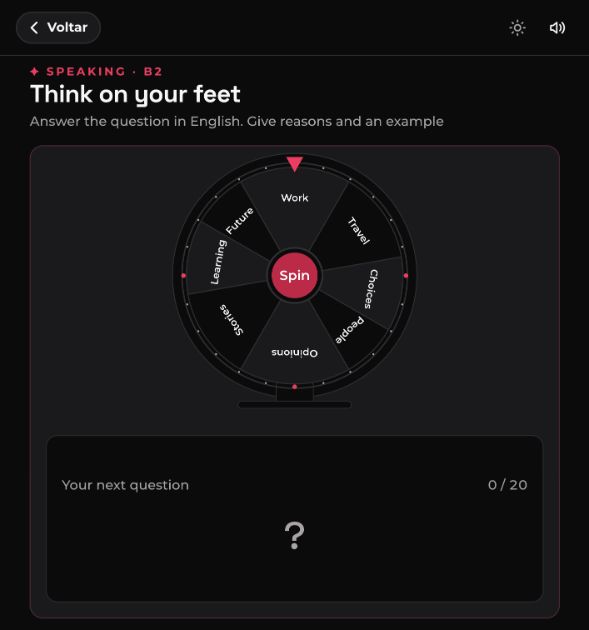 Voltar
✦ SPEAKING · B2
Think on your feet
Answer the question in English. Give reasons and an example
Work
Travel
Choices
People
Opinions
Stories
Learning
Future
Spin
Your next question
0 / 20
?